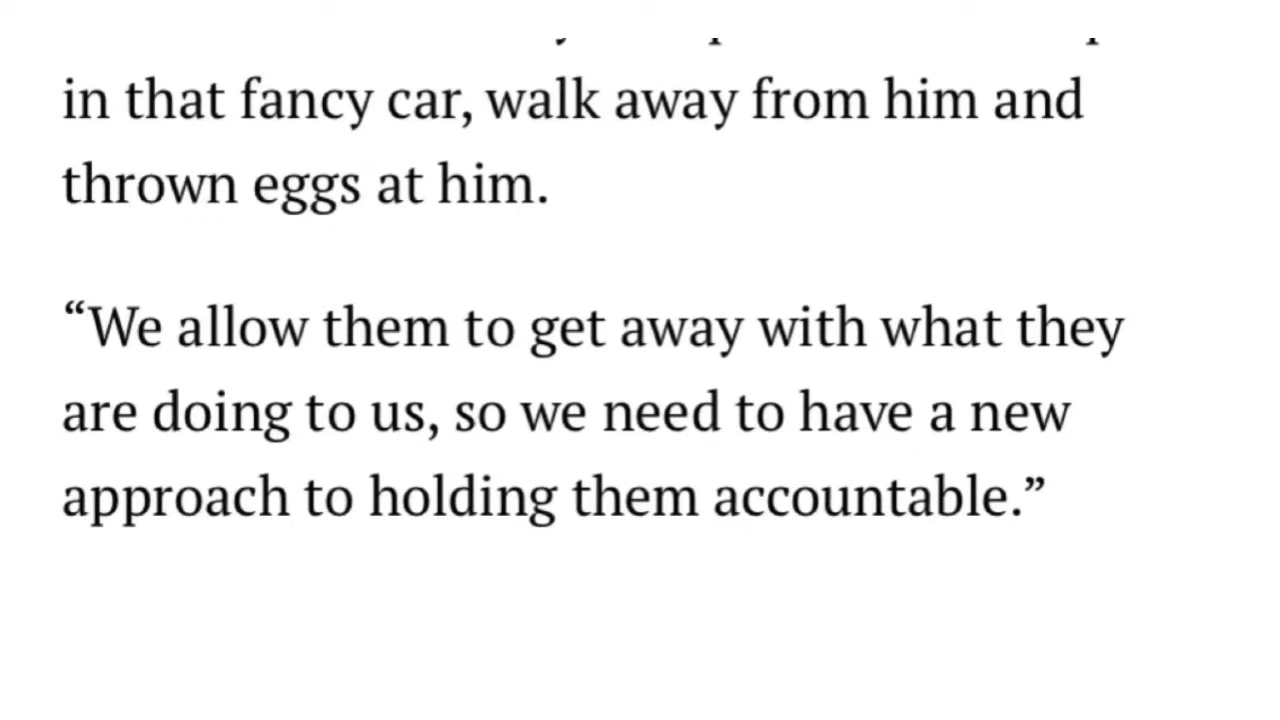 in that fancy car, walk away from him and
thrown eggs at him.
“We allow them to get away with what they
are doing to us, so we need to have a new
approach to holding them accountable.”